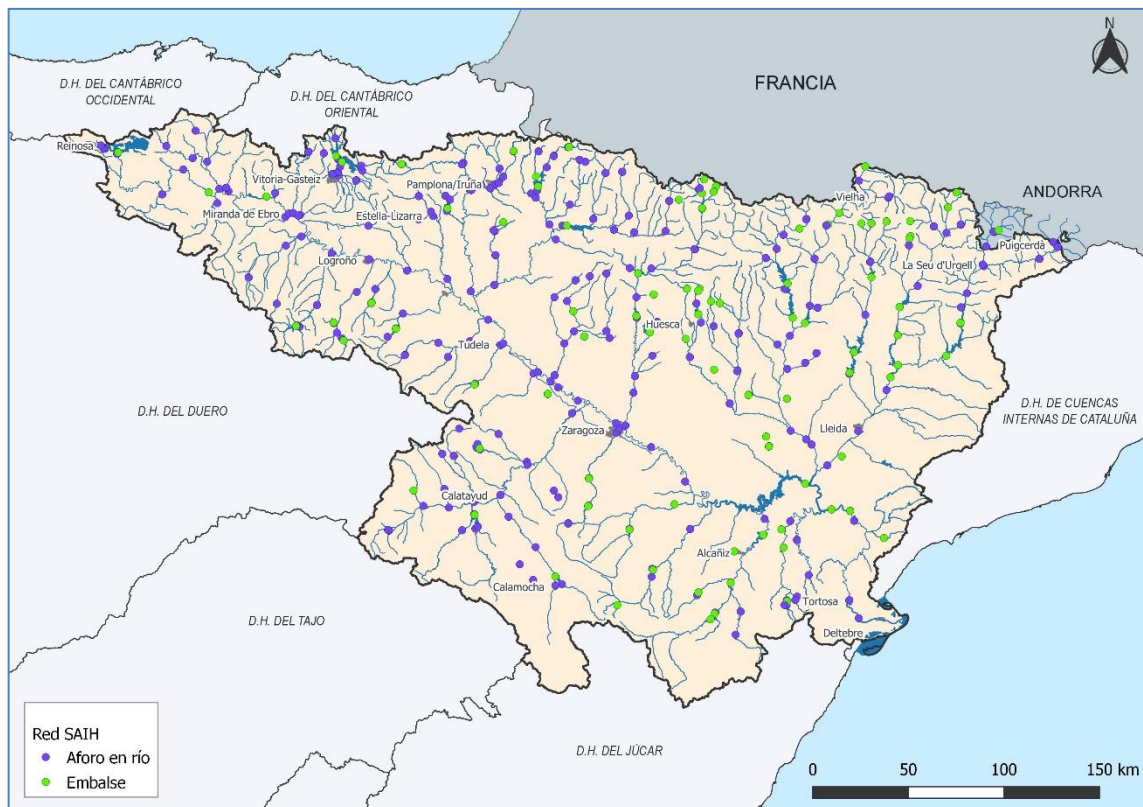 N
FRANCIA
D.H. DEL CANTÁBRICO
OCCIDENTAL
D.H. DEL CANTÁBRICO
ORIENTAL
Reinosa
Vitoria-Gasteiz
Pamplona/Iruña
Vielha
ANDORRA
Miranda de Ebro
Estella-Lizarra
Puigcerdà
Logroño
La Seu d'Urgell
Huesca
Tudela
D.H. DEL DUERO
D.H. DE CUENCAS
INTERNAS DE CATALUÑA
Zaragoza
Lleida
Calatayud
Alcañiz
Calamocha
Tortosa
D.H. DEL TAJO
Deltebre
D.H. DEL JÚCAR
Red SAIH
Aforo en río
Embalse
0 50 100 150 km